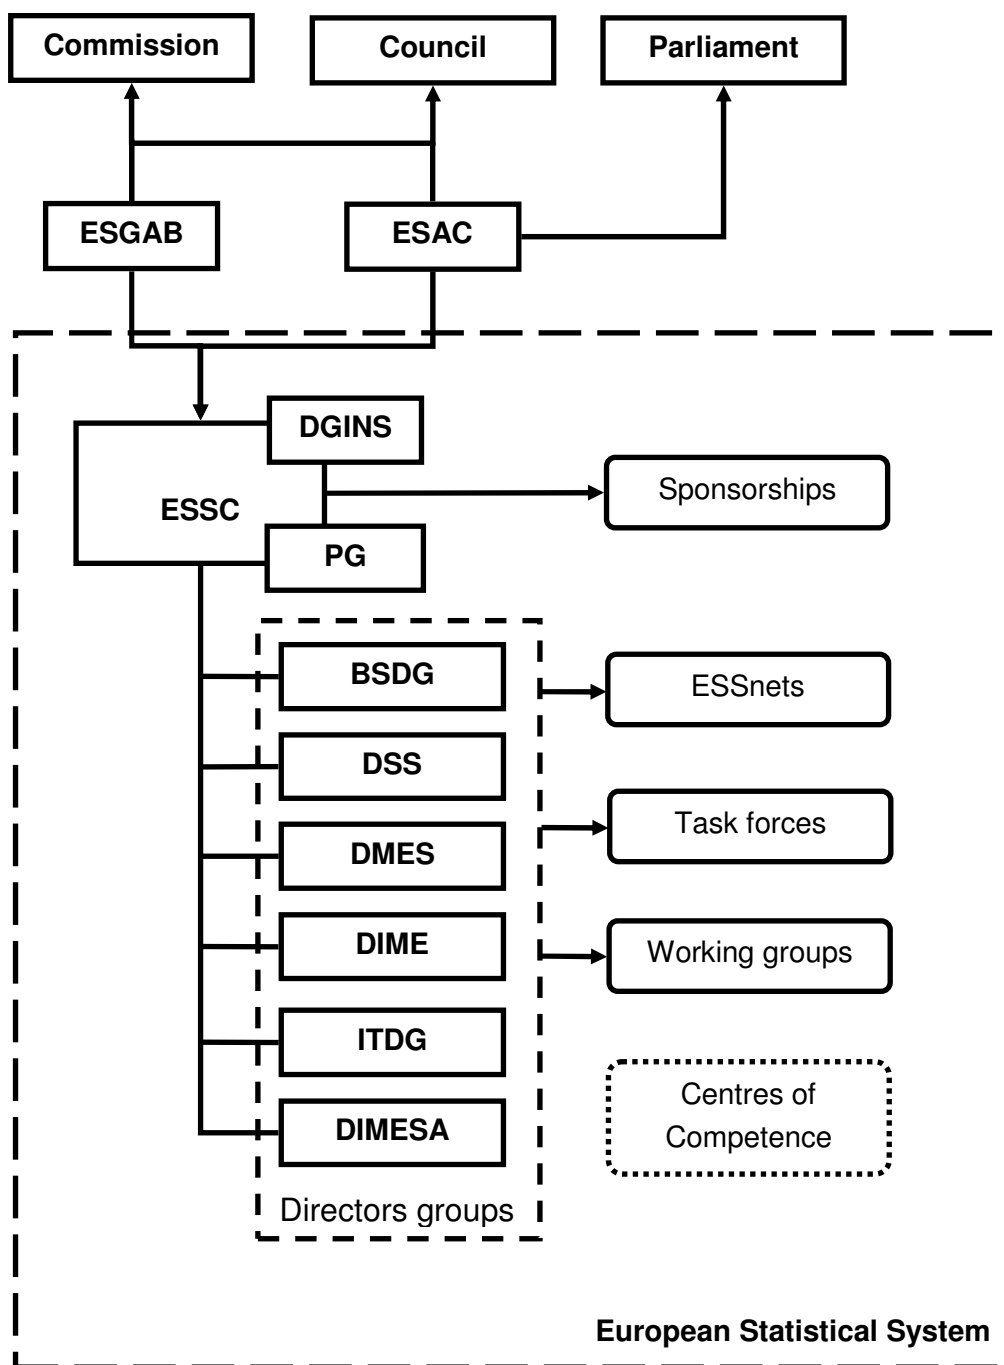 Commission
Council
Parliament
ESGAB
ESAC
DGINS
ESSC
PG
Sponsorships
BSDG
DSS
DMES
DIME
ITDG
DIMESA
Directors groups
ESSnets
Task forces
Working groups
Centres of
Competence
European Statistical System